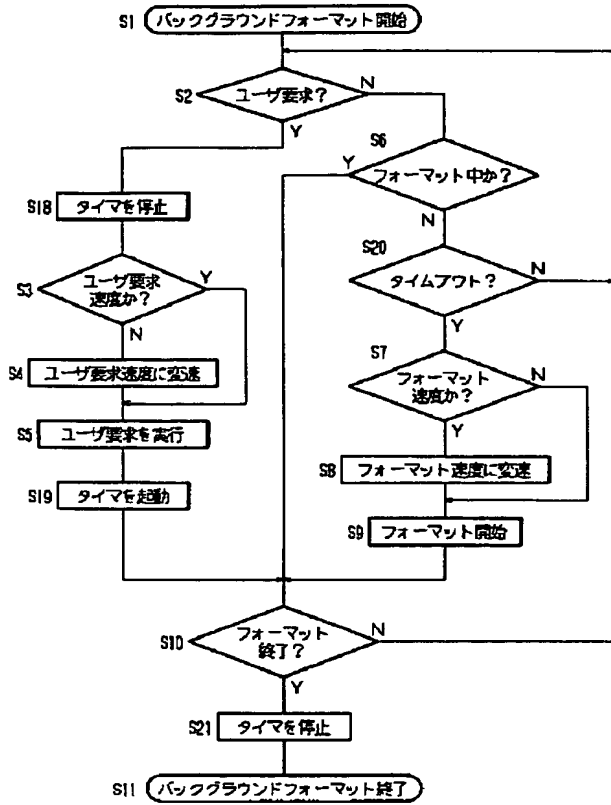 S1 バックグラウンドフォーマット開始
S2 ユーザ要求?
N
Y
S6
フォーマット中か?
Y
N
S18 タイマを停止
S20
タイムアウト?
N
Y
S3 ユーザ要求
速度か?
Y
N
S7
フォーマット
速度か?
N
Y
S4 ユーザ要求速度に変速
S5 ユーザ要求を実行
S8 フォーマット速度に変速
S19 タイマを起動
S9 フォーマット開始
S10 フォーマット
終了?
N
Y
S21 タイマを停止
S11 バックグラウンドフォーマット終了